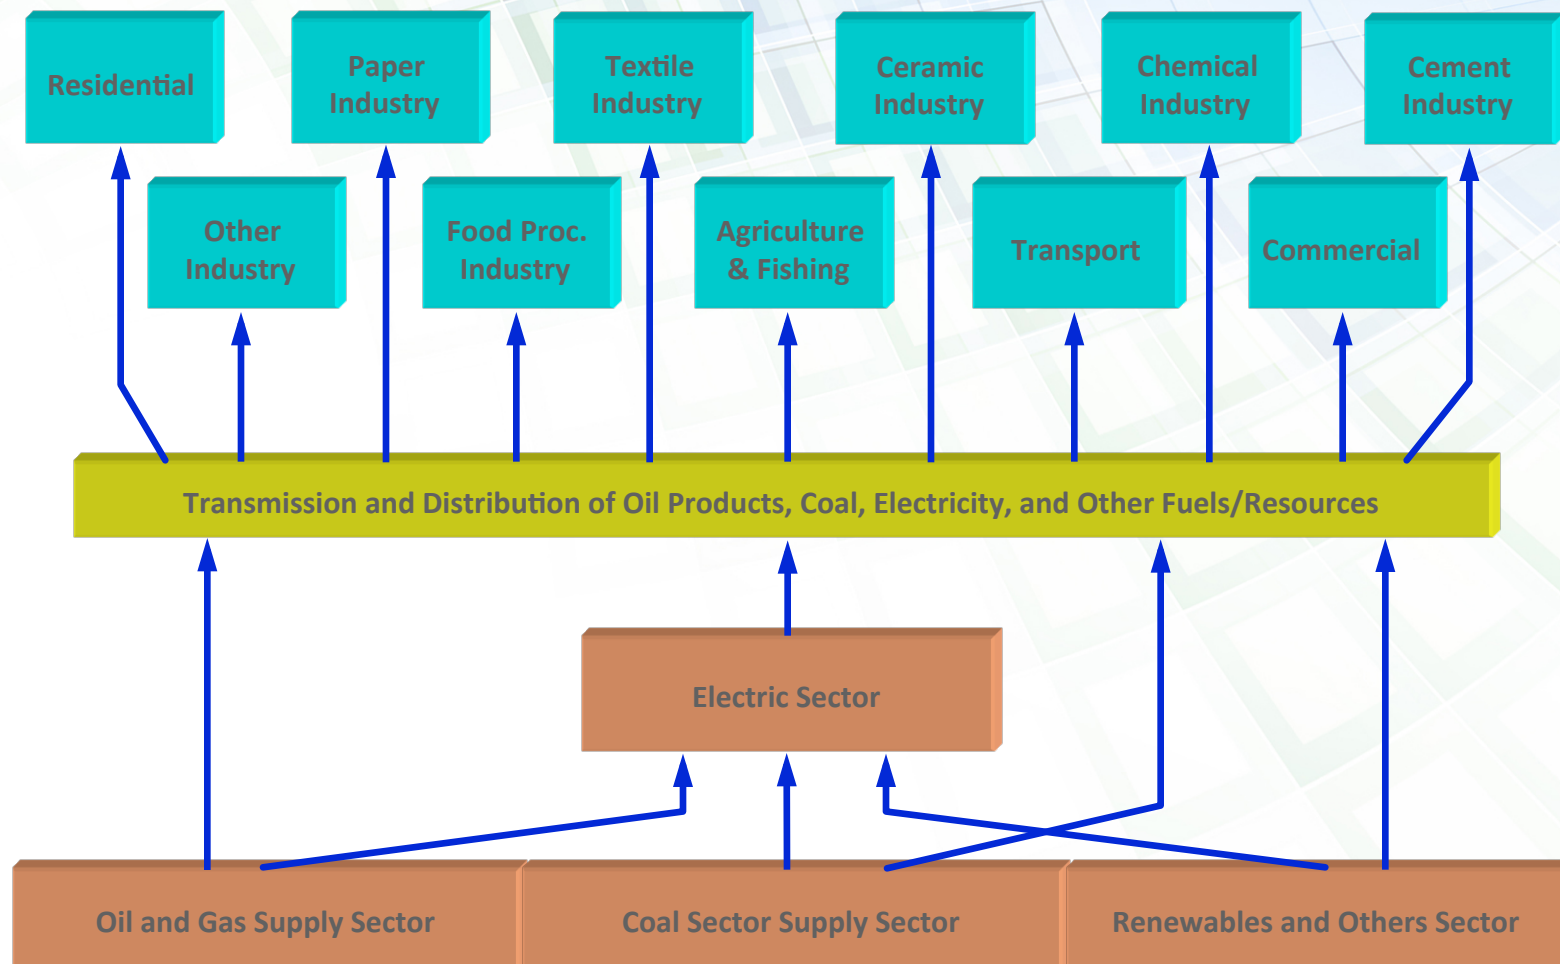 Residential
Paper
Industry
Textile
Industry
Ceramic
Industry
Chemical
Industry
Cement
Industry
Other
Industry
Food Proc.
Industry
Agriculture
& Fishing
Transport
Commercial
Transmission and Distribution of Oil Products, Coal, Electricity, and Other Fuels/Resources
Electric Sector
Oil and Gas Supply Sector
Coal Sector Supply Sector
Renewables and Others Sector